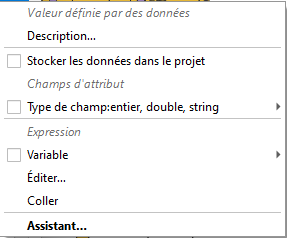 Valeur définie par des données
Description...
Stocker les données dans le projet
Champs d'attribut
Type de champ:entier, double, string
Expression
Variable
Éditer...
Coller
Assistant...